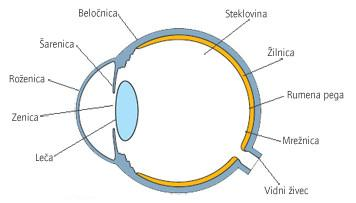 Beločnica
Steklovina
Šarenica
Žilnica
Roženica
Rumena pega
Zenica
Mrežnica
Leča
Vidni živec